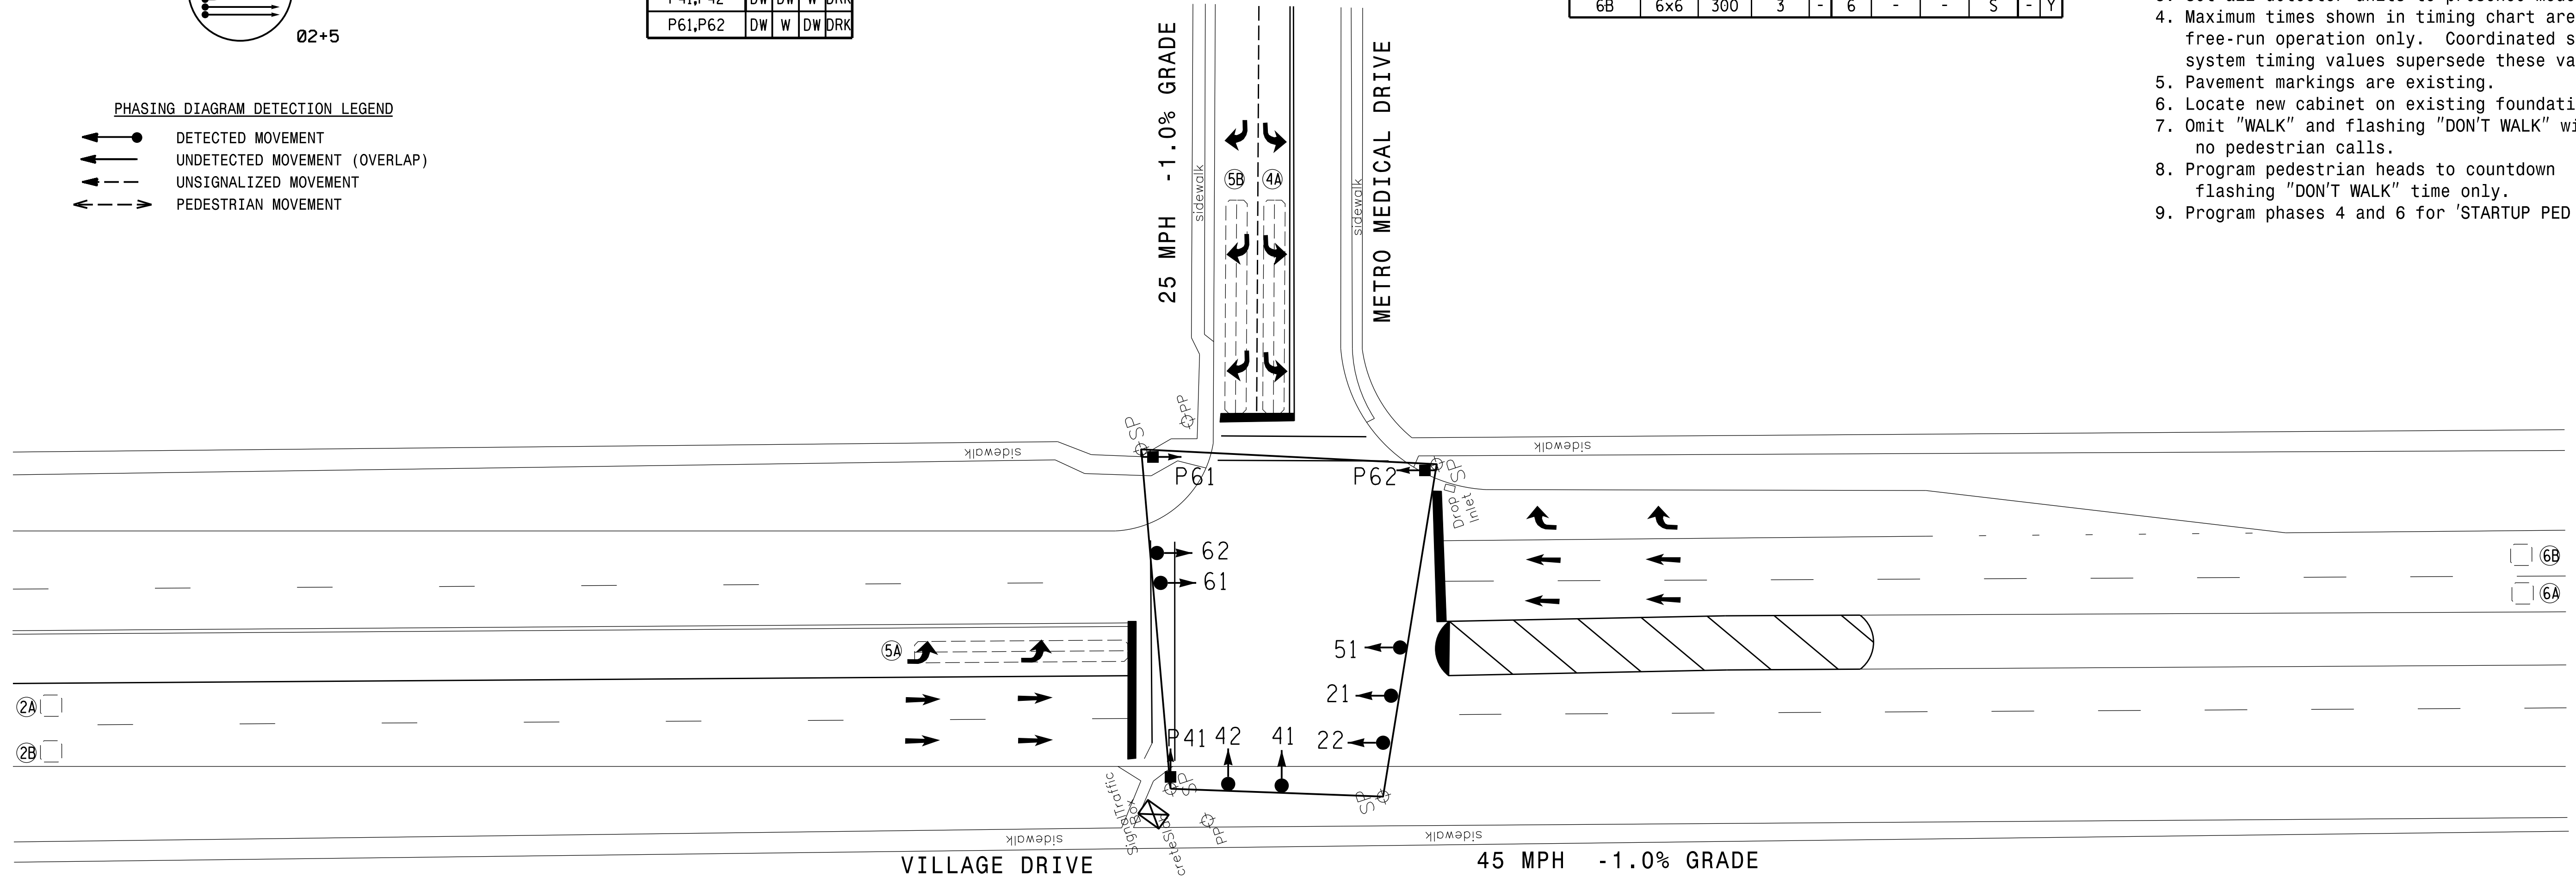 02+5
P61,P62 DW W DW DRK
6B 6x6 300 3 - 6 - - S - Y
PHASING DIAGRAM DETECTION LEGEND
DETECTED MOVEMENT
UNDETECTED MOVEMENT (OVERLAP)
UNSIGNALIZED MOVEMENT
PEDESTRIAN MOVEMENT
4. Maximum times shown in timing chart are
free-run operation only. Coordinated s
system timing values supersede these va
5. Pavement markings are existing.
6. Locate new cabinet on existing foundati
7. Omit "WALK" and flashing "DON'T WALK" wi
no pedestrian calls.
8. Program pedestrian heads to countdown
flashing "DON'T WALK" time only.
9. Program phases 4 and 6 for 'STARTUP PED
25 MPH -1.0% GRADE
METRO MEDICAL DRIVE
sidewalk
sidewalk
5B
4A
PP
SP
sidewalk
sidewalk
P61
P62
SP
Drop
Inlet
62
61
6B
6A
5A
51
2A
21
2B
P41
42
41
22
SP
SP
SignalTraffic
Box
creteSid
PP
sidewalk
sidewalk
VILLAGE DRIVE
45 MPH -1.0% GRADE